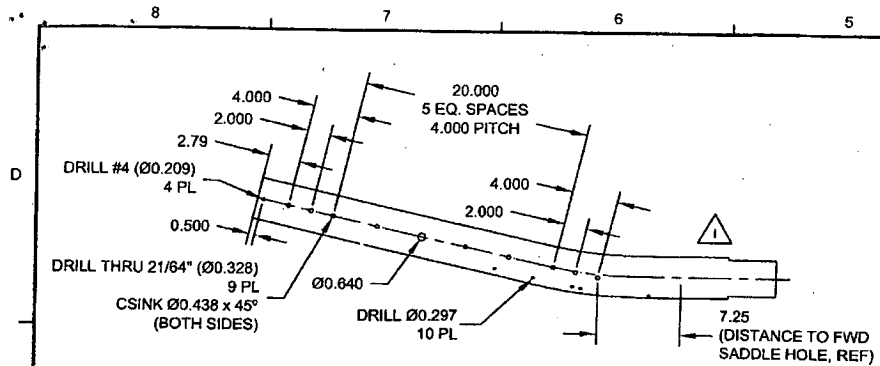 8
7
6
5
D
20.000
5 EQ. SPACES
4.000 PITCH
4.000
2.000
2.79
DRILL #4 (Ø0.209)
4 PL
0.500
DRILL THRU 21/64" (Ø0.328)
9 PL
CSINK Ø0.438 x 45°
(BOTH SIDES)
Ø0.640
DRILL Ø0.297
10 PL
4.000
2.000
1
7.25
(DISTANCE TO FWD
SADDLE HOLE, REF)